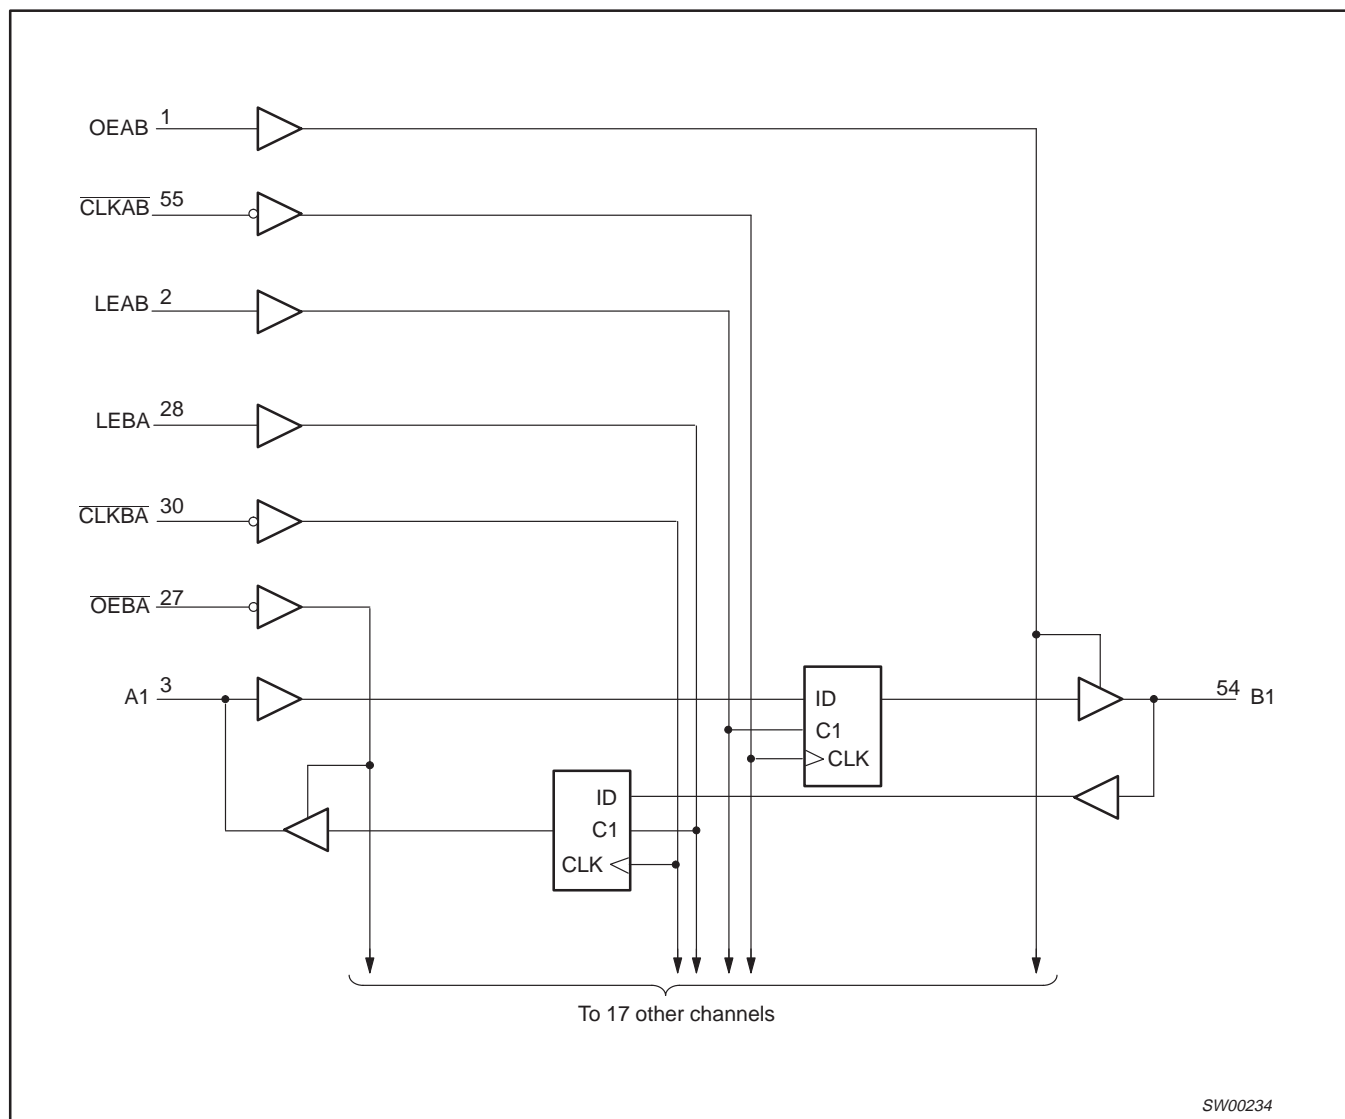 OEAB 1
CLKAB 55
LEAB 2
LEBA 28
CLKBA 30
OEBA 27
A1 3
ID
C1
CLK
54 B1
ID
C1
CLK
To 17 other channels
SW00234